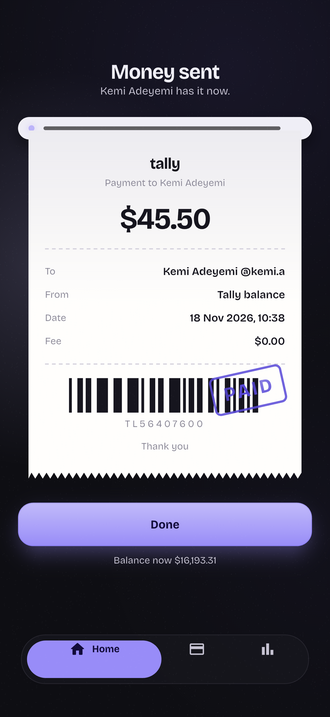 Money sent
Kemi Adeyemi has it now.
tally
Payment to Kemi Adeyemi
$45.50
To Kemi Adeyemi @kemi.a
From Tally balance
Date 18 Nov 2026, 10:38
Fee $0.00
PAID
TL56407600
Thank you
Done
Balance now $16,193.31
Home